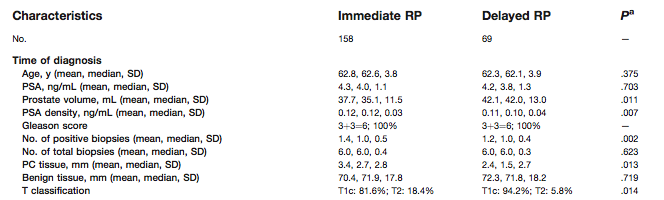 Characteristics Immediate RP Delayed RP Pa
No. 158 69 —
Time of diagnosis
Age, y (mean, median, SD) 62.8, 62.6, 3.8 62.3, 62.1, 3.9 .375
PSA, ng/mL (mean, median, SD) 4.3, 4.0, 1.1 4.2, 3.8, 1.3 .703
Prostate volume, mL (mean, median, SD) 37.7, 35.1, 11.5 42.1, 42.0, 13.0 .011
PSA density, ng/mL (mean, median, SD) 0.12, 0.12, 0.03 0.11, 0.10, 0.04 .007
Gleason score 3+3=6; 100% 3+3=6; 100% —
No. of positive biopsies (mean, median, SD) 1.4, 1.0, 0.5 1.2, 1.0, 0.4 .002
No. of total biopsies (mean, median, SD) 6.0, 6.0, 0.4 6.0, 6.0, 0.3 .623
PC tissue, mm (mean, median, SD) 3.4, 2.7, 2.8 2.4, 1.5, 2.7 .013
Benign tissue, mm (mean, median, SD) 70.4, 71.9, 17.8 72.3, 71.8, 18.2 .719
T classification T1c: 81.6%; T2: 18.4% T1c: 94.2%; T2: 5.8% .014